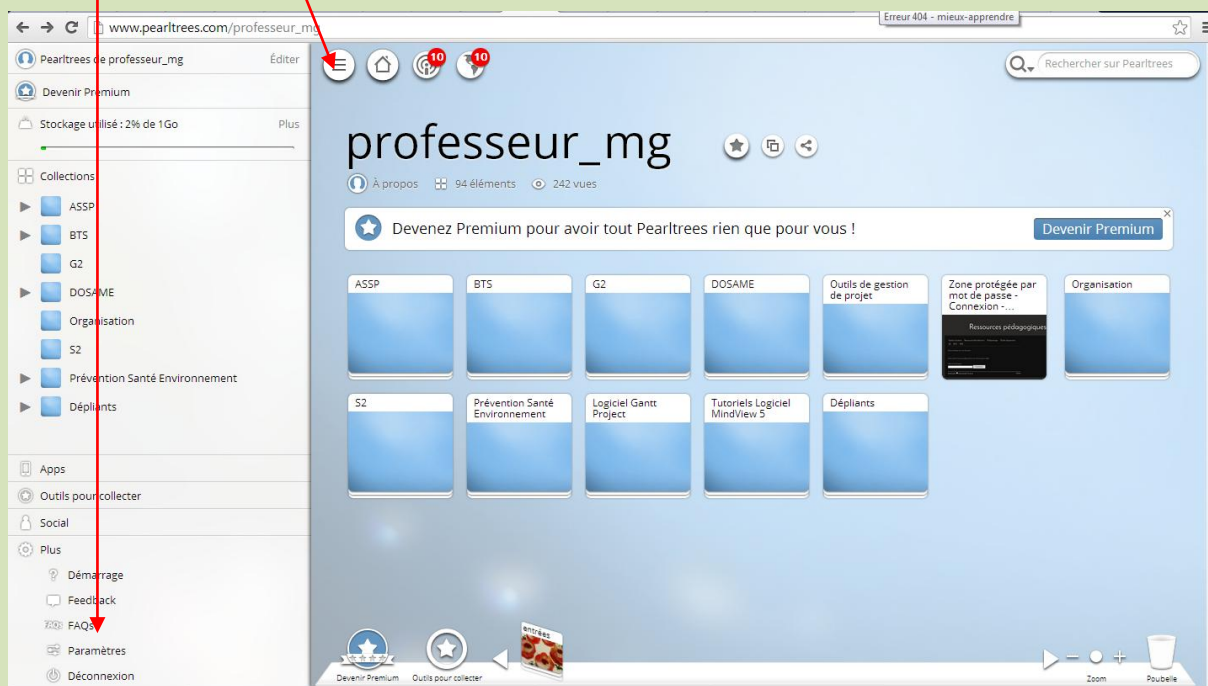 Erreur 404 - mieux-apprendre
www.pearltrees.com/professeur_mg
Pearltrees de professeur_mg Éditer
Devenir Premium
Stockage utilisé : 2% de 1Go Plus
Collections
ASSP
BTS
G2
DOSAME
Organisation
S2
Prévention Santé Environnement
Dépliants
Apps
Outils pour collecter
Social
Plus
Démarrage
Feedback
FAQs
Paramètres
Déconnexion
10 10
Rechercher sur Pearltrees
professeur_mg
À propos 94 éléments 242 vues
Devenez Premium pour avoir tout Pearltrees rien que pour vous !
Devenir Premium
ASSP
BTS
G2
DOSAME
Outils de gestion
de projet
Zone protégée par
mot de passe -
Connexion -...
Ressources pédagogiques
Organisation
S2
Prévention Santé
Environnement
Logiciel Gantt
Project
Tutoriels Logiciel
MindView 5
Dépliants
entrées
Devenir Premium Outils pour collecter
Zoom Poubelle